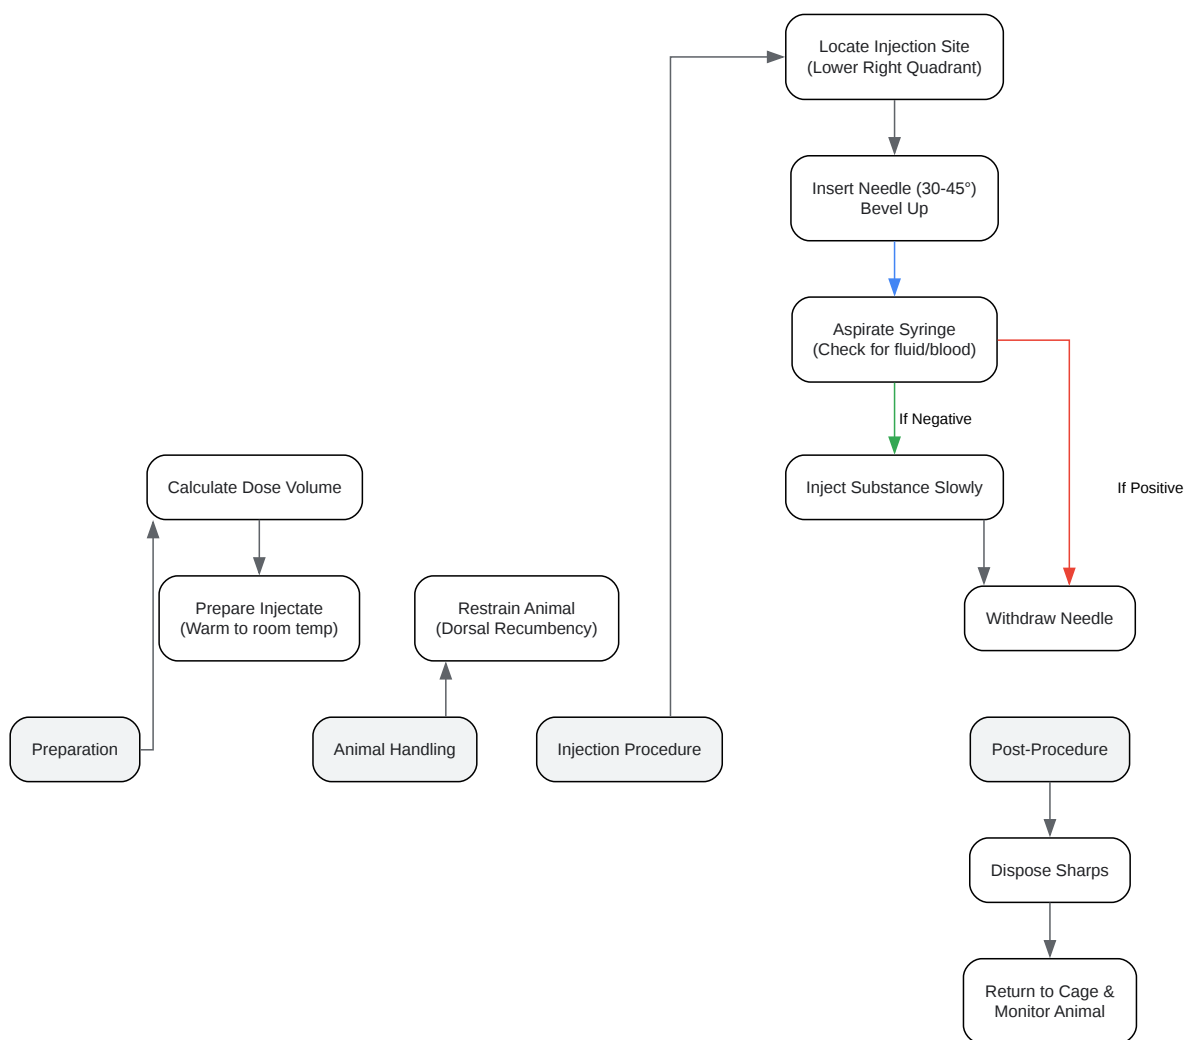 Locate Injection Site
(Lower Right Quadrant)
Insert Needle (30-45°)
Bevel Up
Aspirate Syringe
(Check for fluid/blood)
If Negative
Calculate Dose Volume
Inject Substance Slowly
If Positive
Prepare Injectate
(Warm to room temp)
Restrain Animal
(Dorsal Recumbency)
Withdraw Needle
Preparation
Animal Handling
Injection Procedure
Post-Procedure
Dispose Sharps
Return to Cage &
Monitor Animal